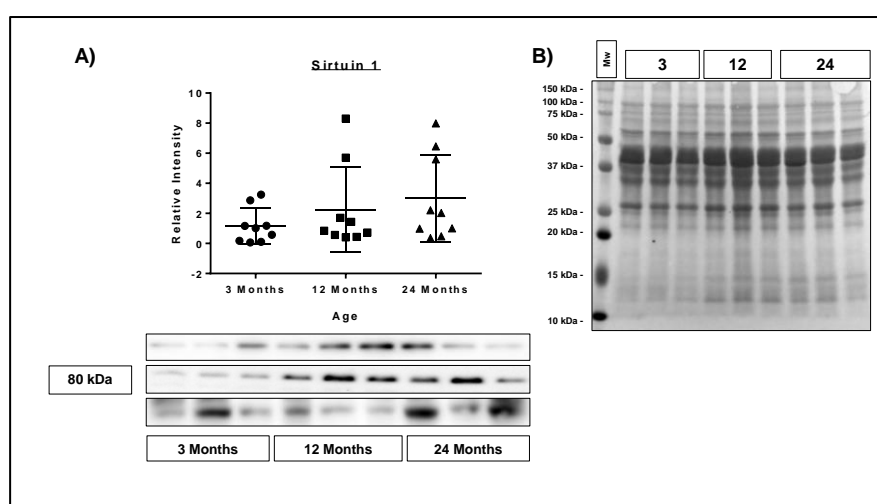 A)
Sirtuin 1
Relative Intensity
10
8
6
4
2
0
-2
3 Months
12 Months
24 Months
Age
80 kDa
3 Months
12 Months
24 Months
B)
Mw
3
12
24
150 kDa -
100 kDa -
75 kDa -
50 kDa -
37 kDa -
25 kDa -
20 kDa -
15 kDa -
10 kDa -